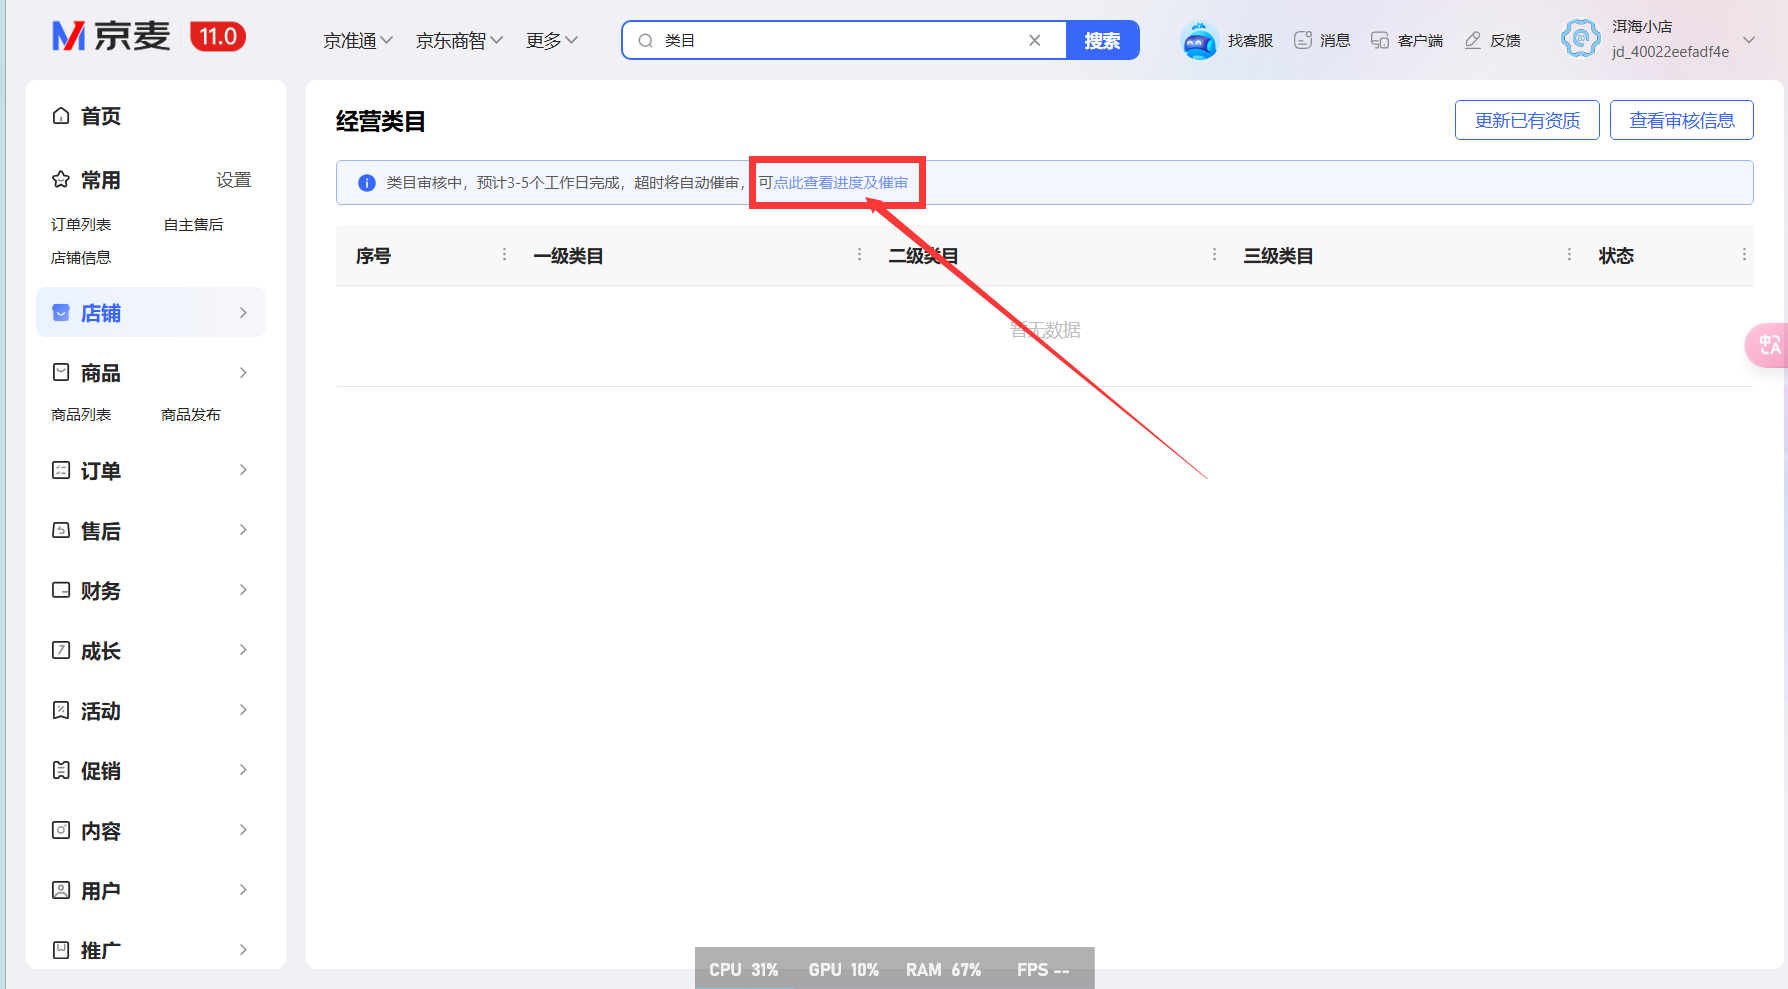 京麦 11.0
京准通 京东商智 更多
类目 搜索
找客服 消息 客户端 反馈
洱海小店
jd_40022eefadf4e
首页
常用 设置
订单列表 自主售后
店铺信息
店铺
商品
商品列表 商品发布
订单
售后
财务
成长
活动
促销
内容
用户
推广
经营类目
更新已有资质 查看审核信息
类目审核中，预计3-5个工作日完成，超时将自动催审，可点此查看进度及催审
序号 一级类目 二级类目 三级类目 状态
暂无数据
中A
CPU 31% GPU 10% RAM 67% FPS --